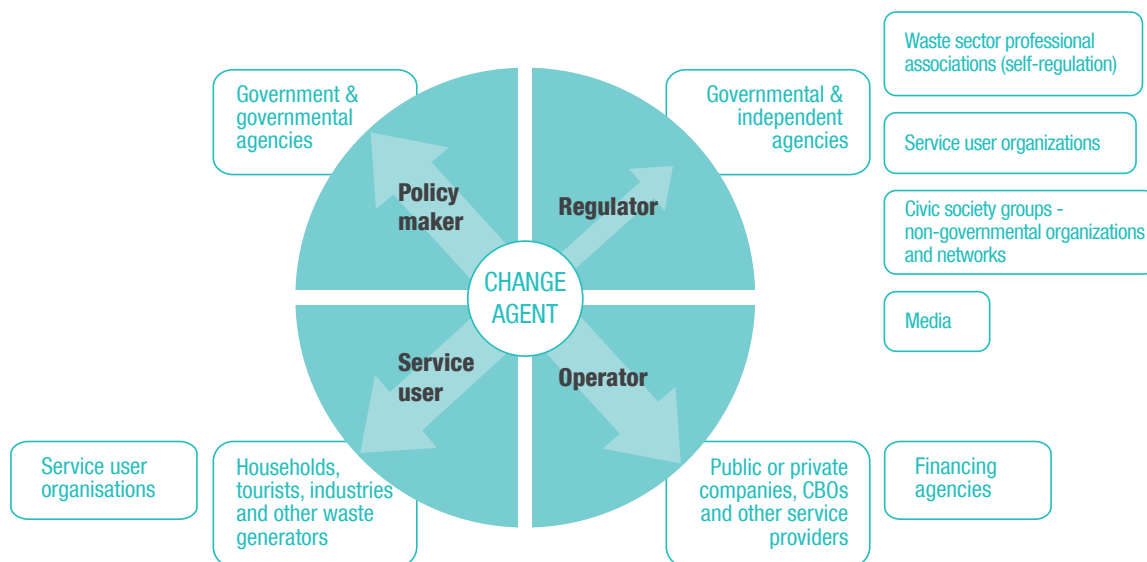 Government &
governmental
agencies
Governmental &
independent
agencies
Waste sector professional
associations (self-regulation)
Service user organizations
Civic society groups -
non-governmental organizations
and networks
Media
Policy
maker
Regulator
CHANGE
AGENT
Service
user
Operator
Service user
organisations
Households,
tourists, industries
and other waste
generators
Public or private
companies, CBOs
and other service
providers
Financing
agencies